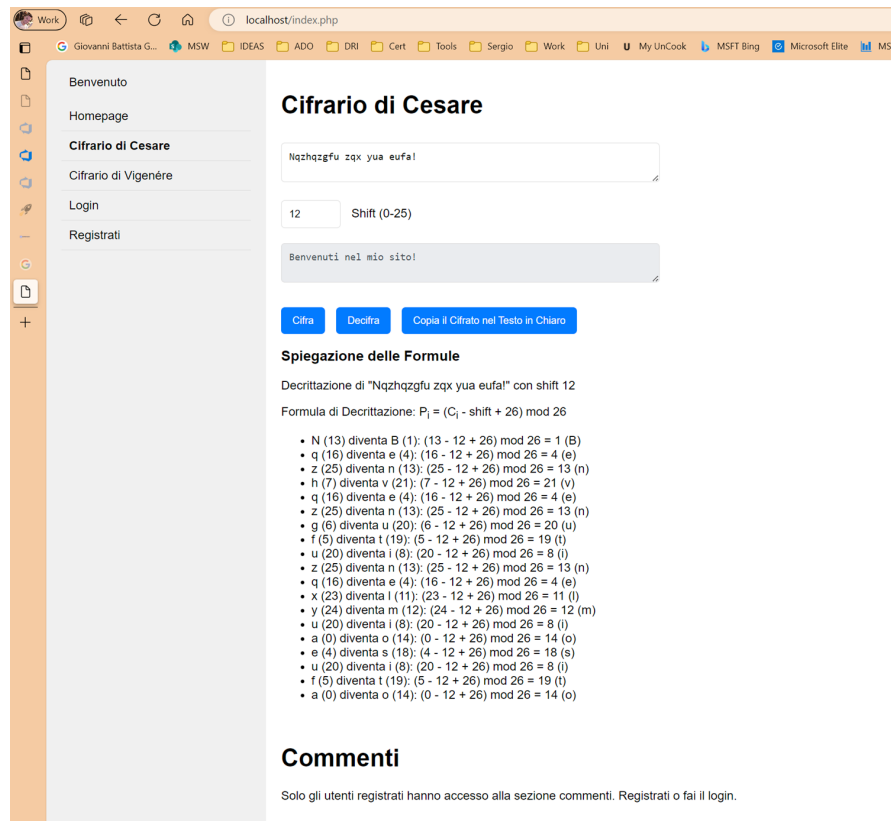 Work
localhost/index.php
Giovanni Battista G... MSW IDEAS ADO DRI Cert Tools Sergio Work Uni My UnCook MSFT Bing Microsoft Elite MS
Benvenuto
Homepage
Cifrario di Cesare
Cifrario di Vigenére
Login
Registrati
Cifrario di Cesare
Nqzhqzgfu zqx yua eufa!
12 Shift (0-25)
Benvenuti nel mio sito!
Cifra Decifra Copia il Cifrato nel Testo in Chiaro
Spiegazione delle Formule
Decrittazione di "Nqzhqzgfu zqx yua eufa!" con shift 12
Formula di Decrittazione: Pi = (Ci - shift + 26) mod 26
• N (13) diventa B (1): (13 - 12 + 26) mod 26 = 1 (B)
• q (16) diventa e (4): (16 - 12 + 26) mod 26 = 4 (e)
• z (25) diventa n (13): (25 - 12 + 26) mod 26 = 13 (n)
• h (7) diventa v (21): (7 - 12 + 26) mod 26 = 21 (v)
• q (16) diventa e (4): (16 - 12 + 26) mod 26 = 4 (e)
• z (25) diventa n (13): (25 - 12 + 26) mod 26 = 13 (n)
• g (6) diventa u (20): (6 - 12 + 26) mod 26 = 20 (u)
• f (5) diventa t (19): (5 - 12 + 26) mod 26 = 19 (t)
• u (20) diventa i (8): (20 - 12 + 26) mod 26 = 8 (i)
• z (25) diventa n (13): (25 - 12 + 26) mod 26 = 13 (n)
• q (16) diventa e (4): (16 - 12 + 26) mod 26 = 4 (e)
• x (23) diventa l (11): (23 - 12 + 26) mod 26 = 11 (l)
• y (24) diventa m (12): (24 - 12 + 26) mod 26 = 12 (m)
• u (20) diventa i (8): (20 - 12 + 26) mod 26 = 8 (i)
• a (0) diventa o (14): (0 - 12 + 26) mod 26 = 14 (o)
• e (4) diventa s (18): (4 - 12 + 26) mod 26 = 18 (s)
• u (20) diventa i (8): (20 - 12 + 26) mod 26 = 8 (i)
• f (5) diventa t (19): (5 - 12 + 26) mod 26 = 19 (t)
• a (0) diventa o (14): (0 - 12 + 26) mod 26 = 14 (o)
Commenti
Solo gli utenti registrati hanno accesso alla sezione commenti. Registrati o fai il login.